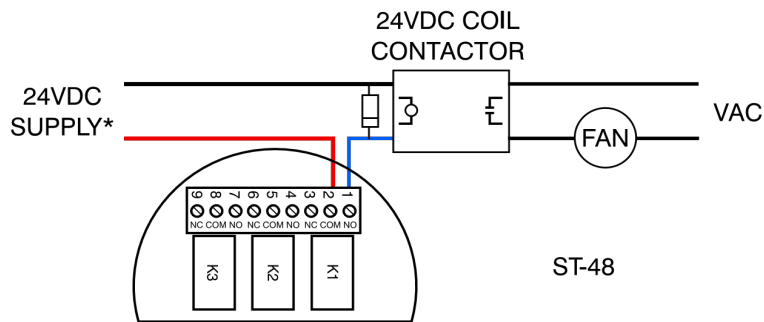 24VDC COIL
CONTACTOR
24VDC
SUPPLY*
VAC
FAN
9 8 7 6 5 4 3 2 1
NC COM NO NC COM NO NC COM NO
K3 K2 K1
ST-48